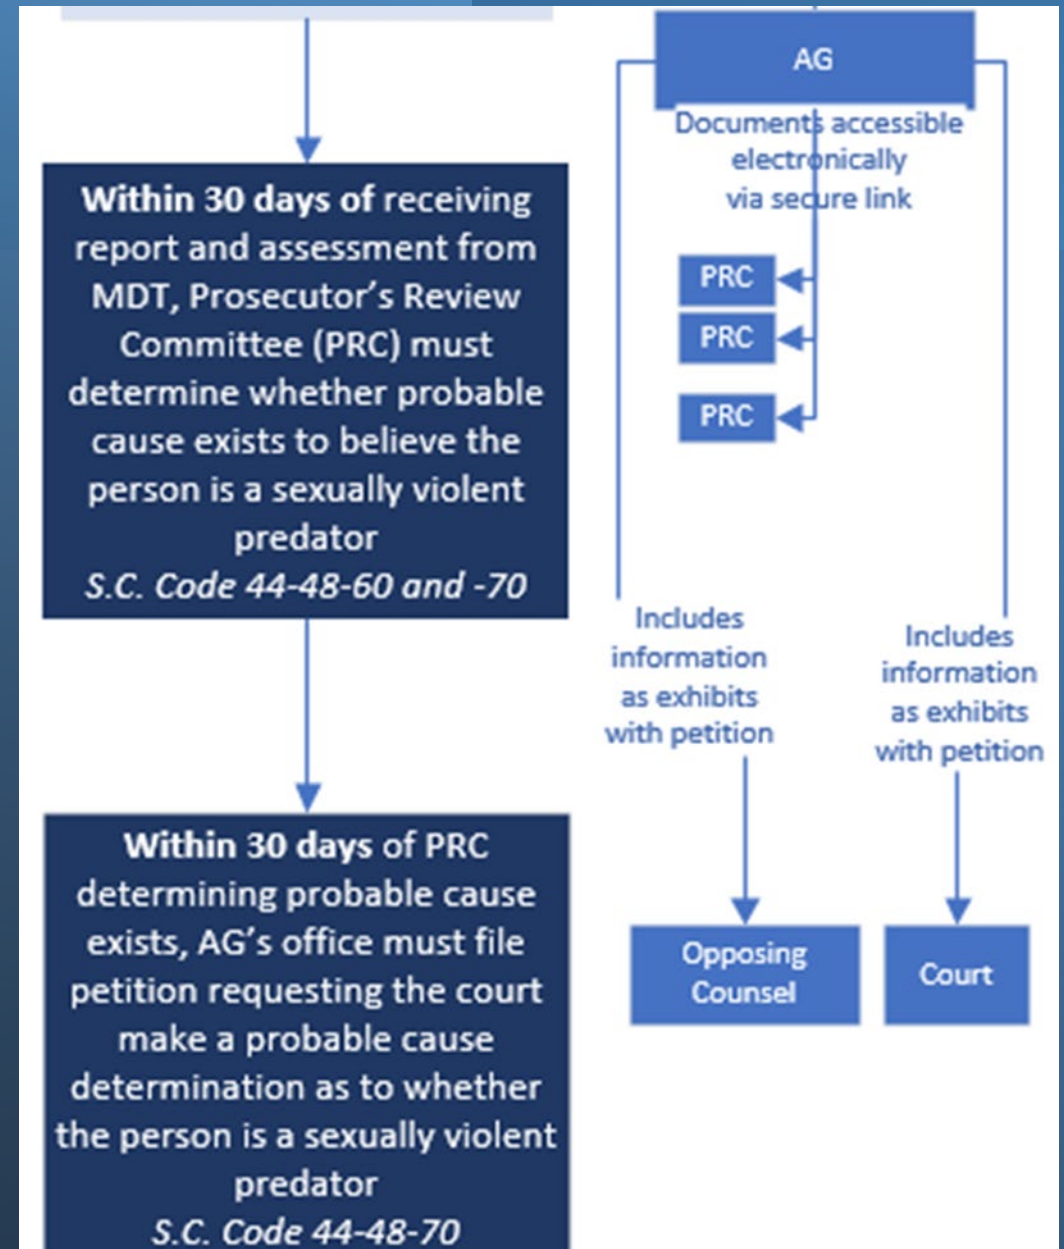 Within 30 days of receiving
report and assessment from
MDT, Prosecutor’s Review
Committee (PRC) must
determine whether probable
cause exists to believe the
person is a sexually violent
predator
S.C. Code 44-48-60 and -70
Within 30 days of PRC
determining probable cause
exists, AG’s office must file
petition requesting the court
make a probable cause
determination as to whether
the person is a sexually violent
predator
S.C. Code 44-48-70
AG
Documents accessible
electronically
via secure link
PRC
PRC
PRC
Includes
information
as exhibits
with petition
Includes
information
as exhibits
with petition
Opposing
Counsel
Court